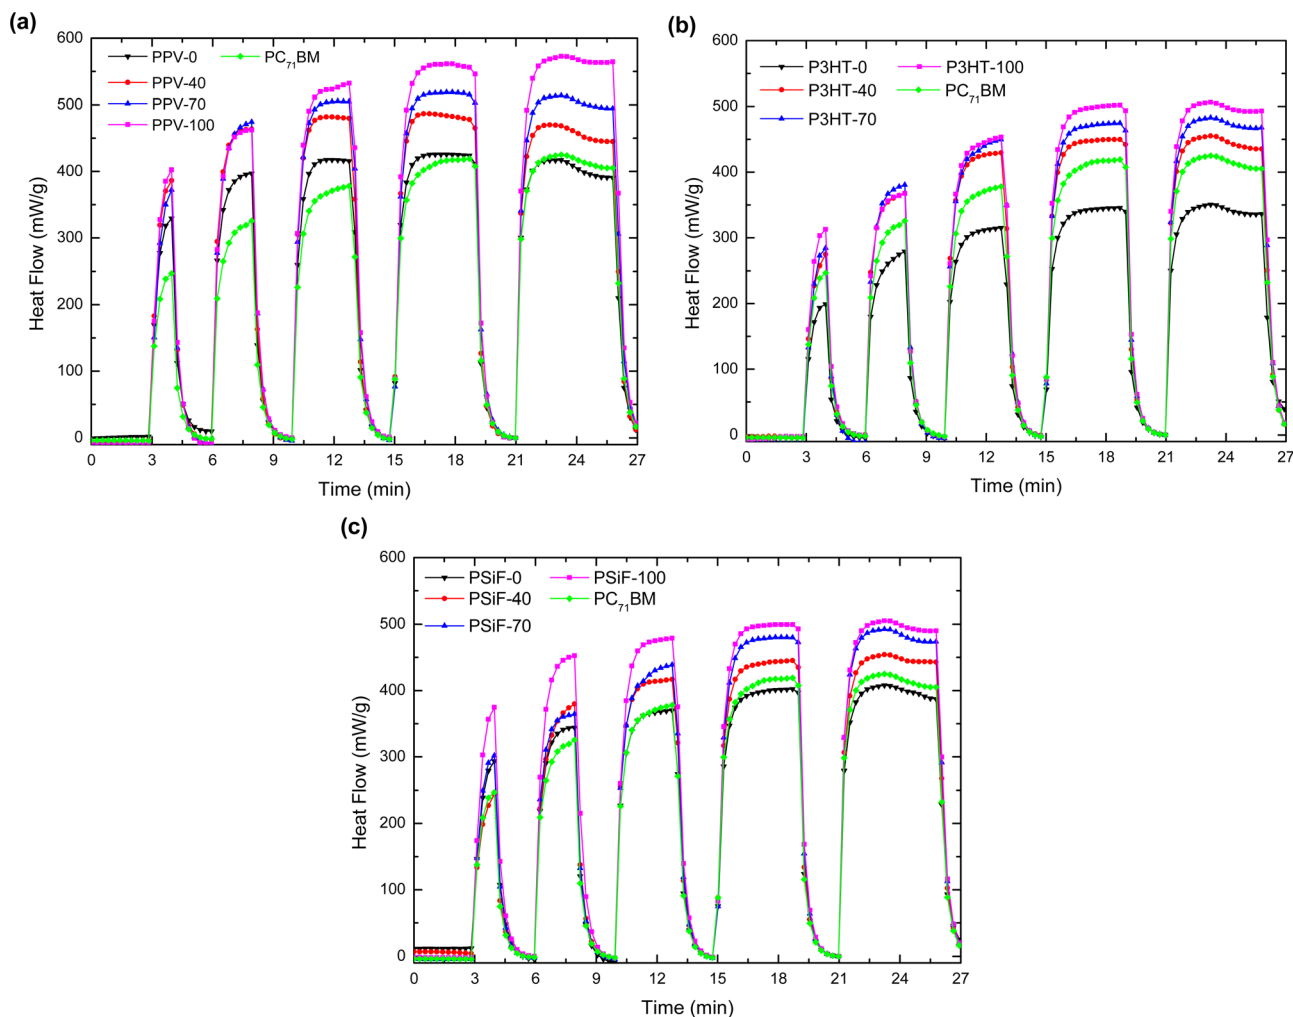 (a)
600
500
400
300
200
100
0
Heat Flow (mW/g)
PPV-0
PC71BM
PPV-40
PPV-70
PPV-100
0 3 6 9 12 15 18 21 24 27
Time (min)
(b)
600
500
400
300
200
100
0
Heat Flow (mW/g)
P3HT-0
P3HT-100
P3HT-40
PC71BM
P3HT-70
0 3 6 9 12 15 18 21 24 27
Time (min)
(c)
600
500
400
300
200
100
0
Heat Flow (mW/g)
PSiF-0
PSiF-100
PSiF-40
PC71BM
PSiF-70
0 3 6 9 12 15 18 21 24 27
Time (min)